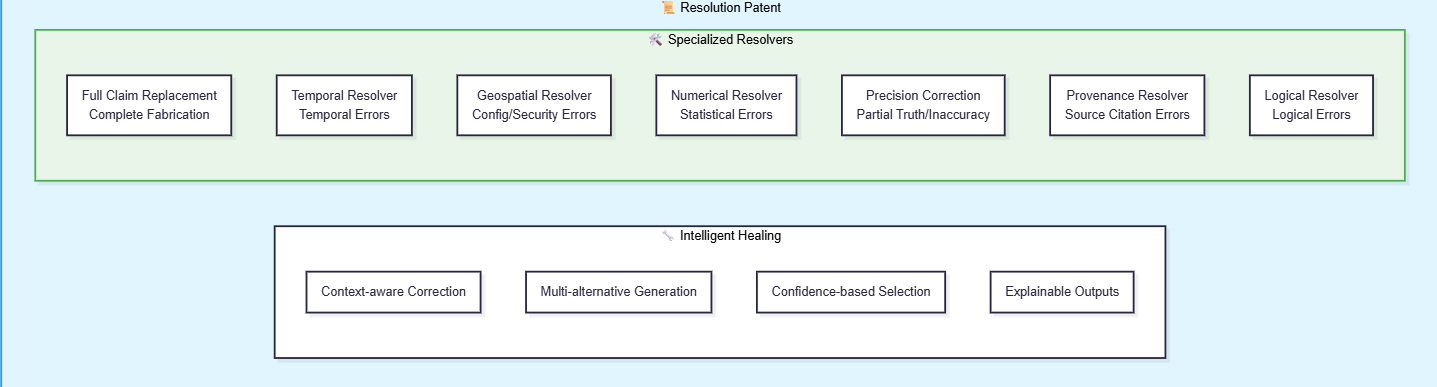 📜 Resolution Patent
🛠️ Specialized Resolvers
Full Claim Replacement
Complete Fabrication
Temporal Resolver
Temporal Errors
Geospatial Resolver
Config/Security Errors
Numerical Resolver
Statistical Errors
Precision Correction
Partial Truth/Inaccuracy
Provenance Resolver
Source Citation Errors
Logical Resolver
Logical Errors
🔧 Intelligent Healing
Context-aware Correction
Multi-alternative Generation
Confidence-based Selection
Explainable Outputs